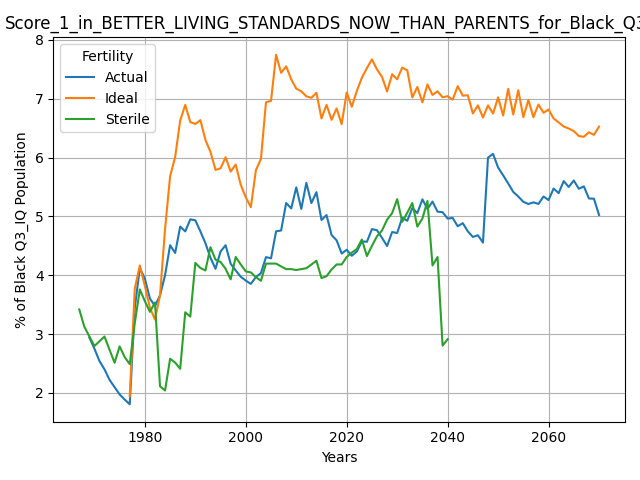 Score_1_in_BETTER_LIVING_STANDARDS_NOW_THAN_PARENTS_for_Black_Q3
Fertility
Actual
Ideal
Sterile
% of Black Q3_IQ Population
8
7
6
5
4
3
2
1980 2000 2020 2040 2060
Years